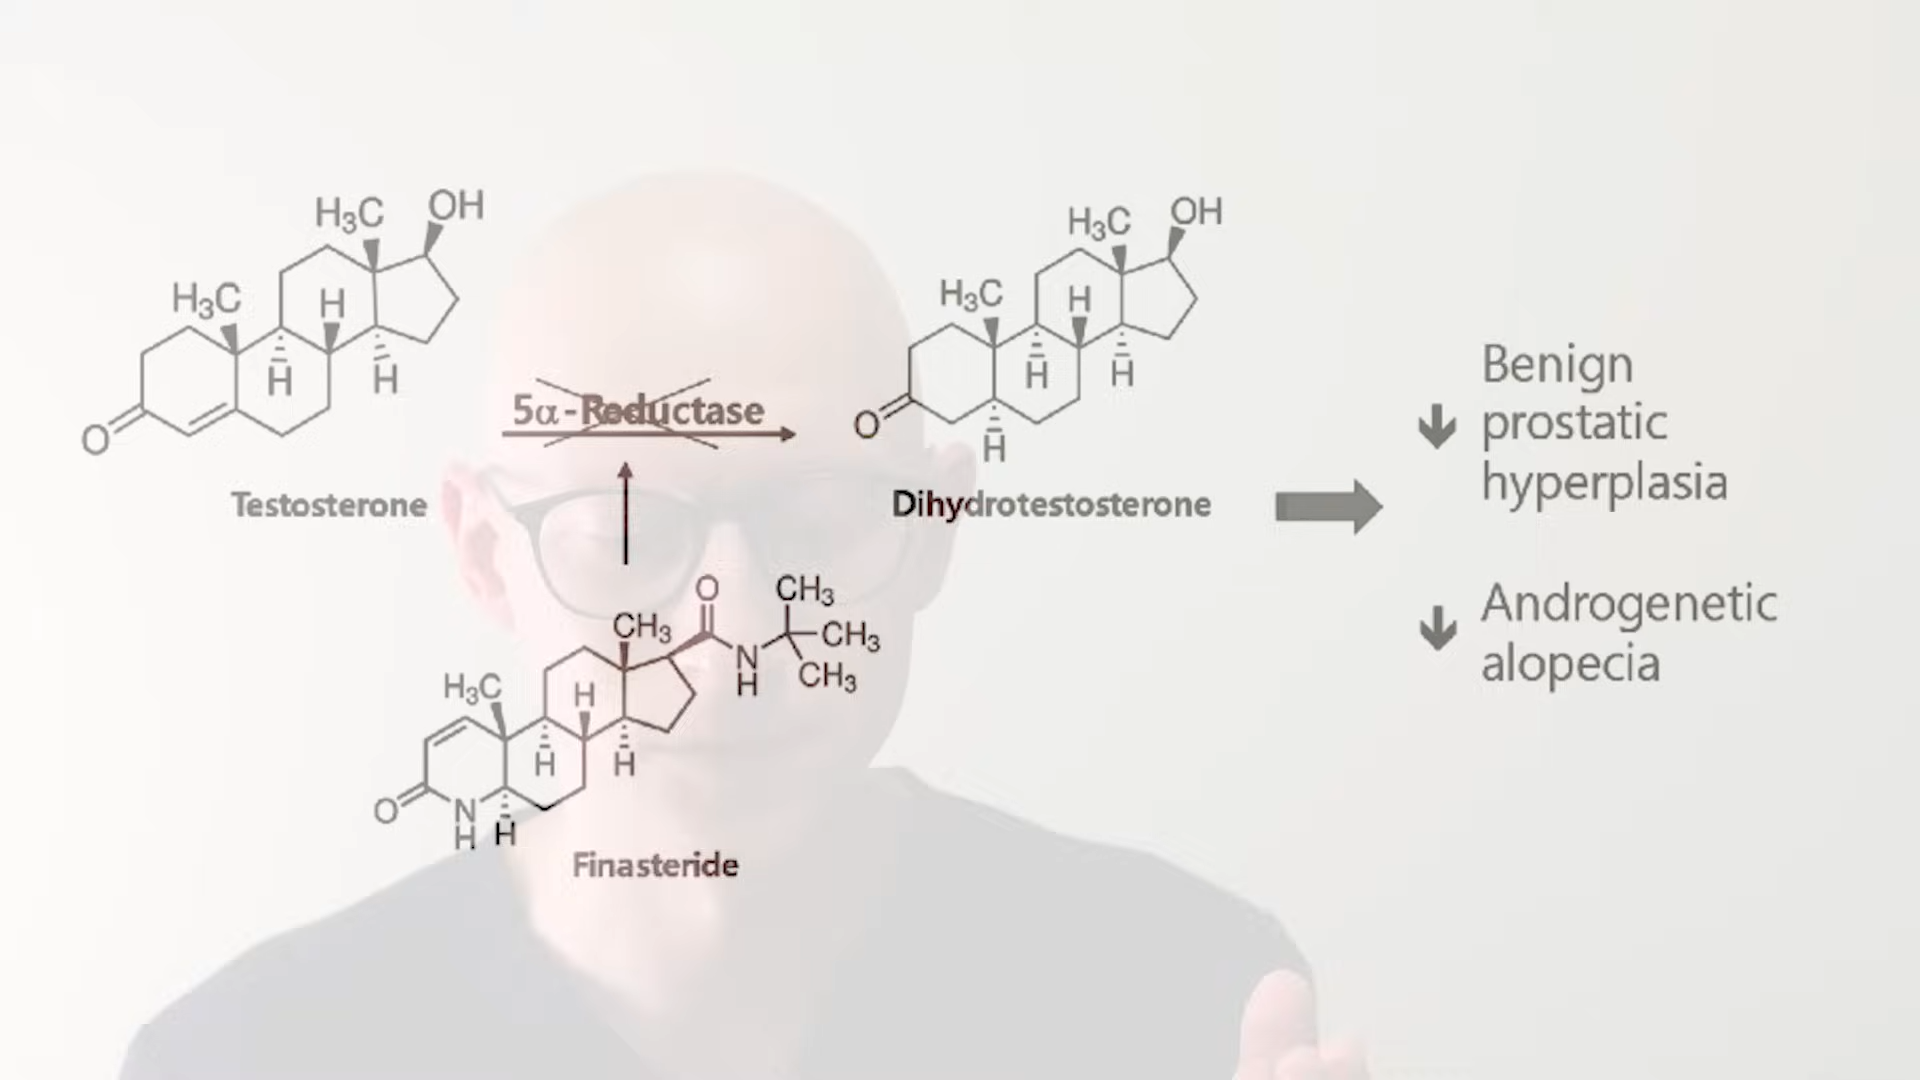 H₃C
OH
H₃C
H
H
H
O
Testosterone
5α-Reductase
H₃C
OH
H₃C
H
H
H
O
H
Dihydrotestosterone
Benign
prostatic
hyperplasia
Androgenetic
alopecia
O
CH₃
CH₃
CH₃
CH₃
N
H
H₃C
H
H
H
O
N
H
H
Finasteride